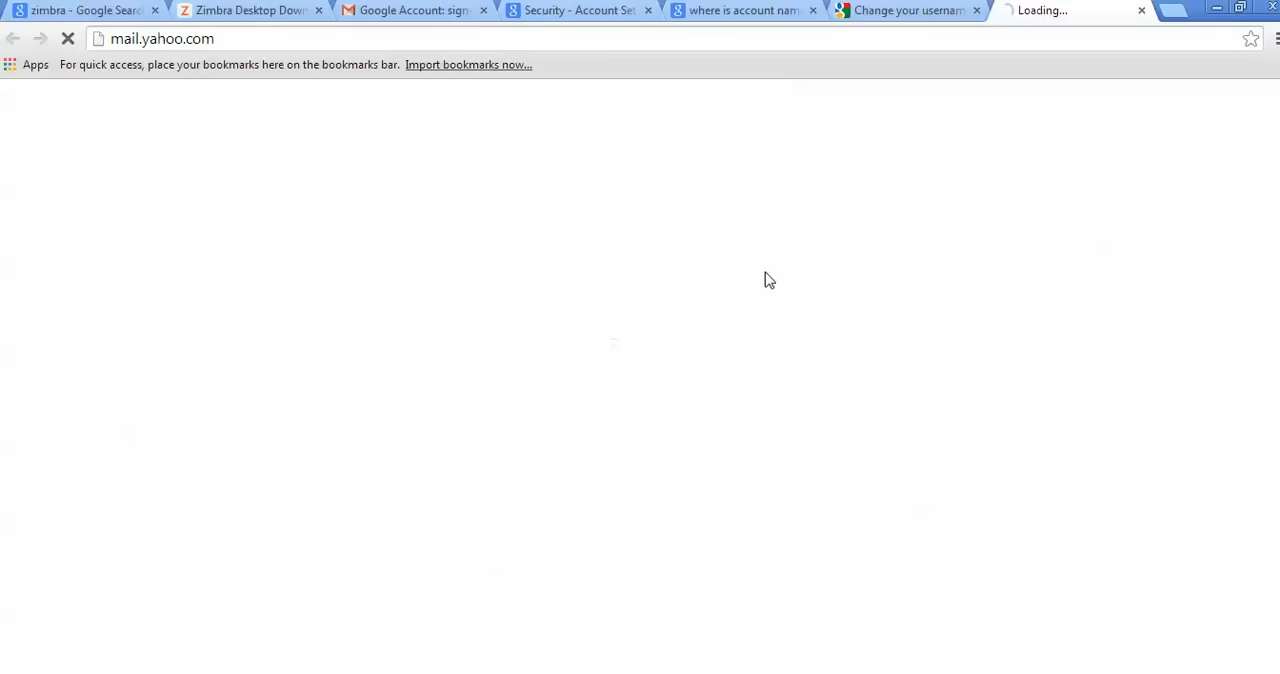 zimbra - Google Searc
Zimbra Desktop Down
Google Account: sign-
Security - Account Set
where is account nam
Change your usernam
Loading...
mail.yahoo.com
Apps
For quick access, place your bookmarks here on the bookmarks bar. Import bookmarks now...